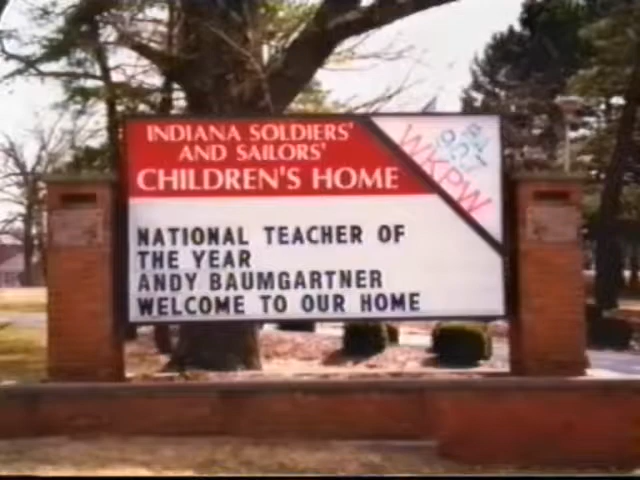 INDIANA SOLDIERS'
AND SAILORS'
CHILDREN'S HOME
WKPW
NATIONAL TEACHER OF
THE YEAR
ANDY BAUMGARTNER
WELCOME TO OUR HOME